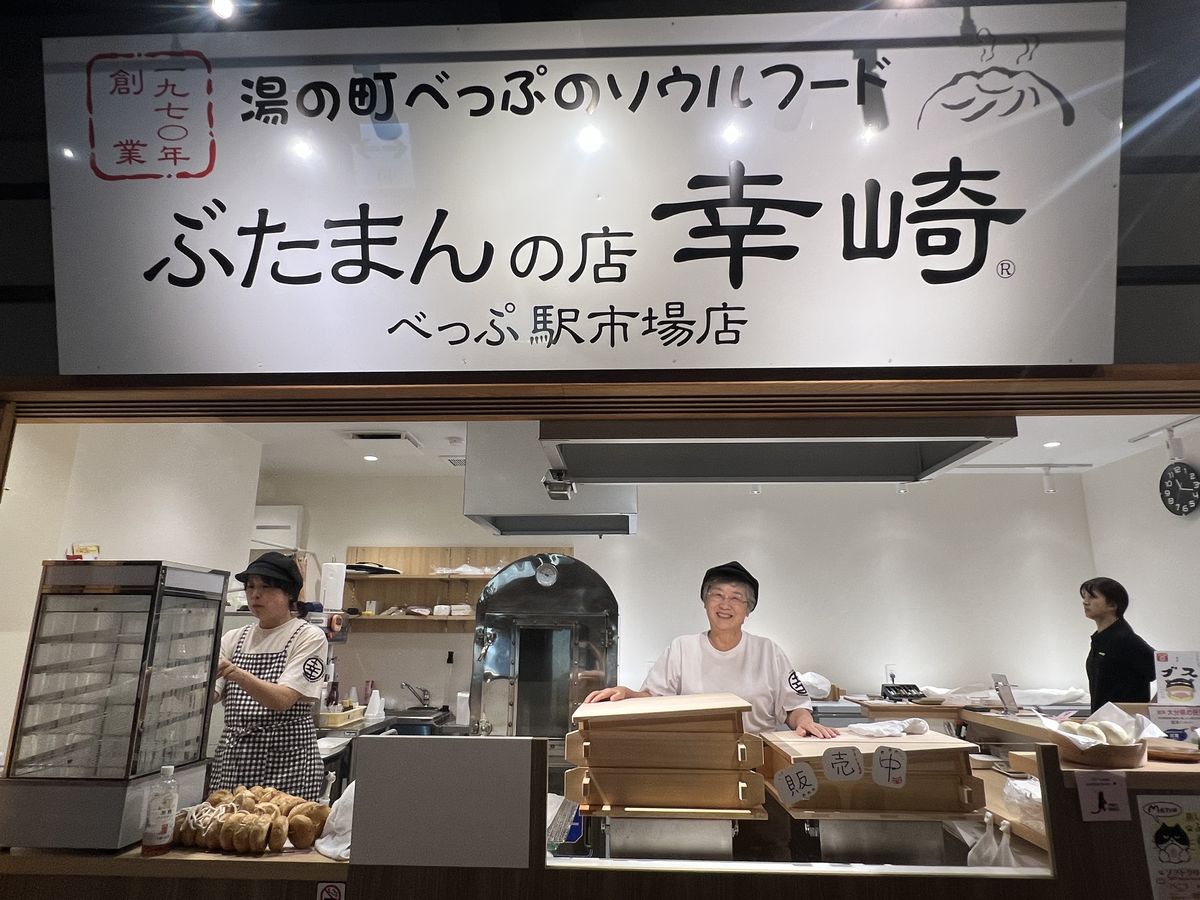 創業
一九七〇年
湯の町べっぷのソウルフード
ぶたまんの店 幸崎®
べっぷ駅市場店
幸
販売中